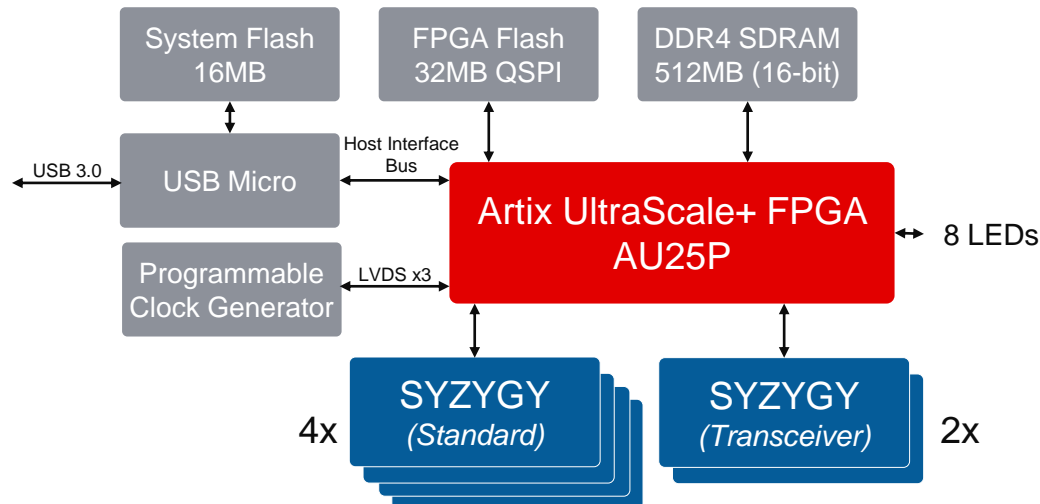 System Flash
16MB
FPGA Flash
32MB QSPI
DDR4 SDRAM
512MB (16-bit)
USB 3.0
USB Micro
Host Interface
Bus
Artix UltraScale+ FPGA
AU25P
8 LEDs
Programmable
Clock Generator
LVDS x3
4x
SYZYGY
(Standard)
SYZYGY
(Transceiver)
2x